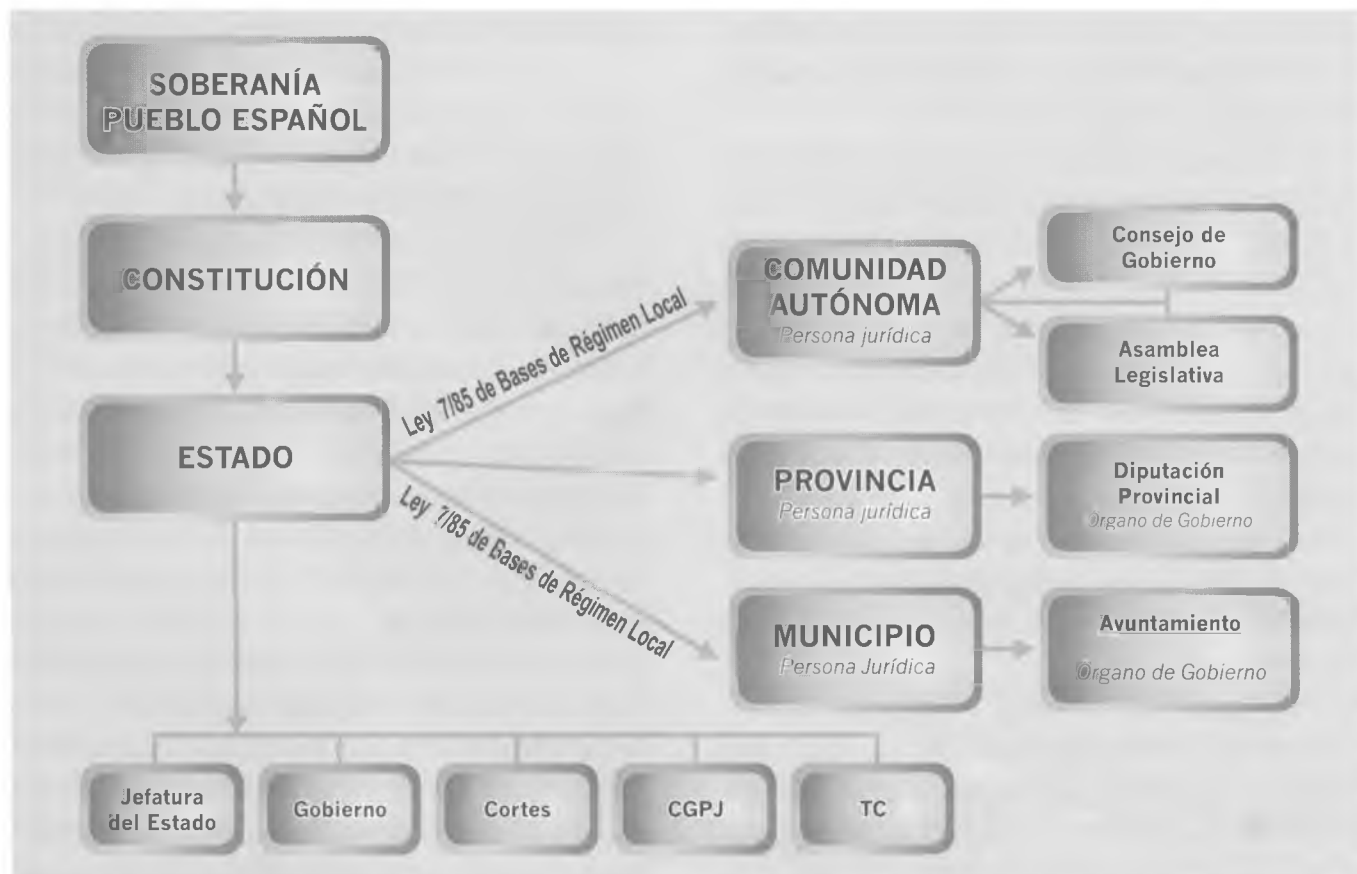 SOBERANÍA
PUEBLO ESPAÑOL
CONSTITUCIÓN
ESTADO
Ley 7/85 de Bases de Régimen Local
Ley 7/85 de Bases de Régimen Local
COMUNIDAD
AUTÓNOMA
Persona jurídica
Consejo de
Gobierno
Asamblea
Legislativa
PROVINCIA
Persona jurídica
Diputación
Provincial
Órgano de Gobierno
MUNICIPIO
Persona Jurídica
Ayuntamiento
Órgano de Gobierno
Jefatura
del Estado
Gobierno
Cortes
CGPJ
TC